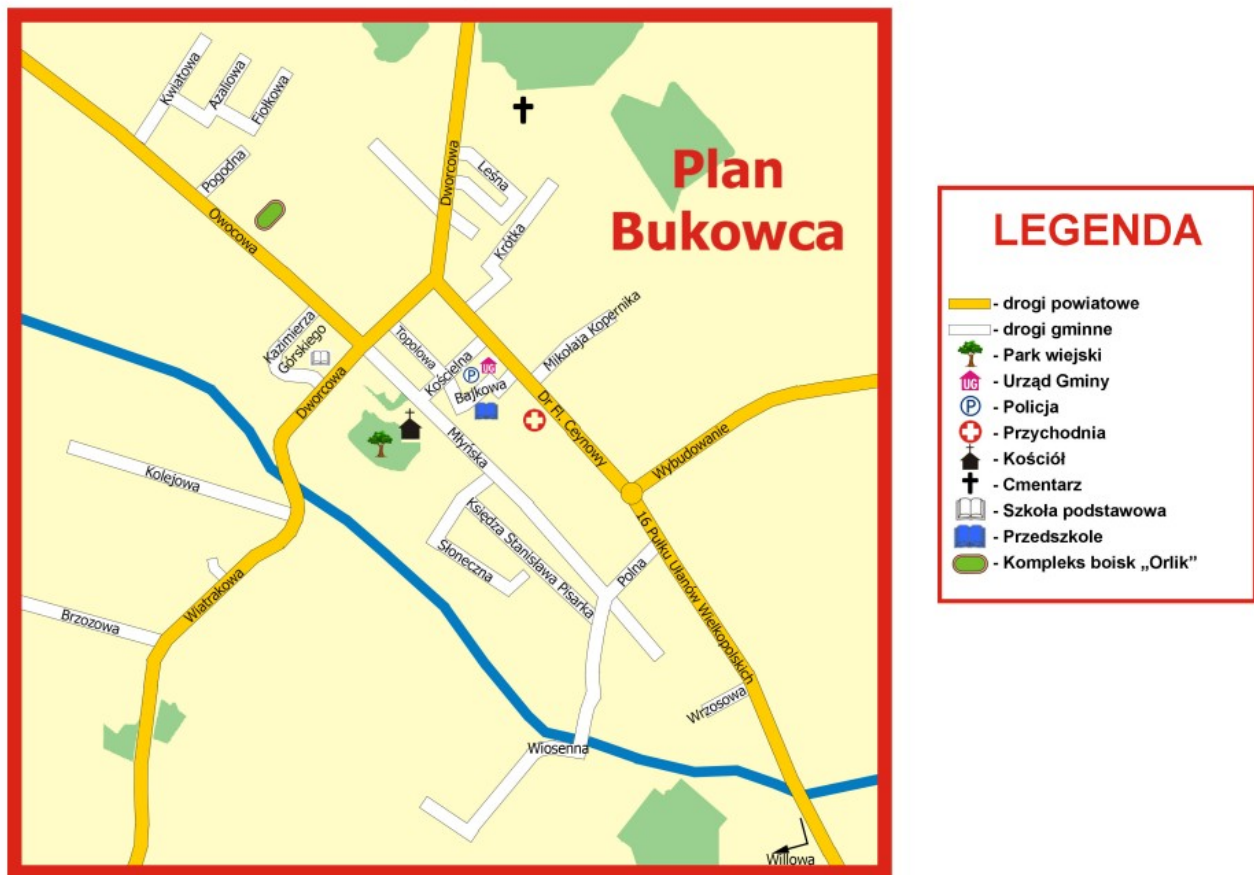 Plan
Bukowca
Kwiatowa
Azaliowa
Fiołkowa
Pogodna
Owocowa
Dworcowa
Leśna
Krótka
Kazimierza
Górskiego
Topolowa
Kościelna
Mikołaja Kopernika
UG
P
Bajkowa
Dworcowa
Młyńska
Dr Fl. Ceynowy
Wybudowanie
Kolejowa
Księdza Stanisława Pisarka
Słoneczna
16 Pułku Ułanów Wielkopolskich
Polna
Wiatrakowa
Brzozowa
Wrzosowa
Wiosenna
Willowa
LEGENDA
- drogi powiatowe
- drogi gminne
- Park wiejski
UG - Urząd Gminy
P - Policja
- Przychodnia
- Kościół
- Cmentarz
- Szkoła podstawowa
- Przedszkole
- Kompleks boisk „Orlik”